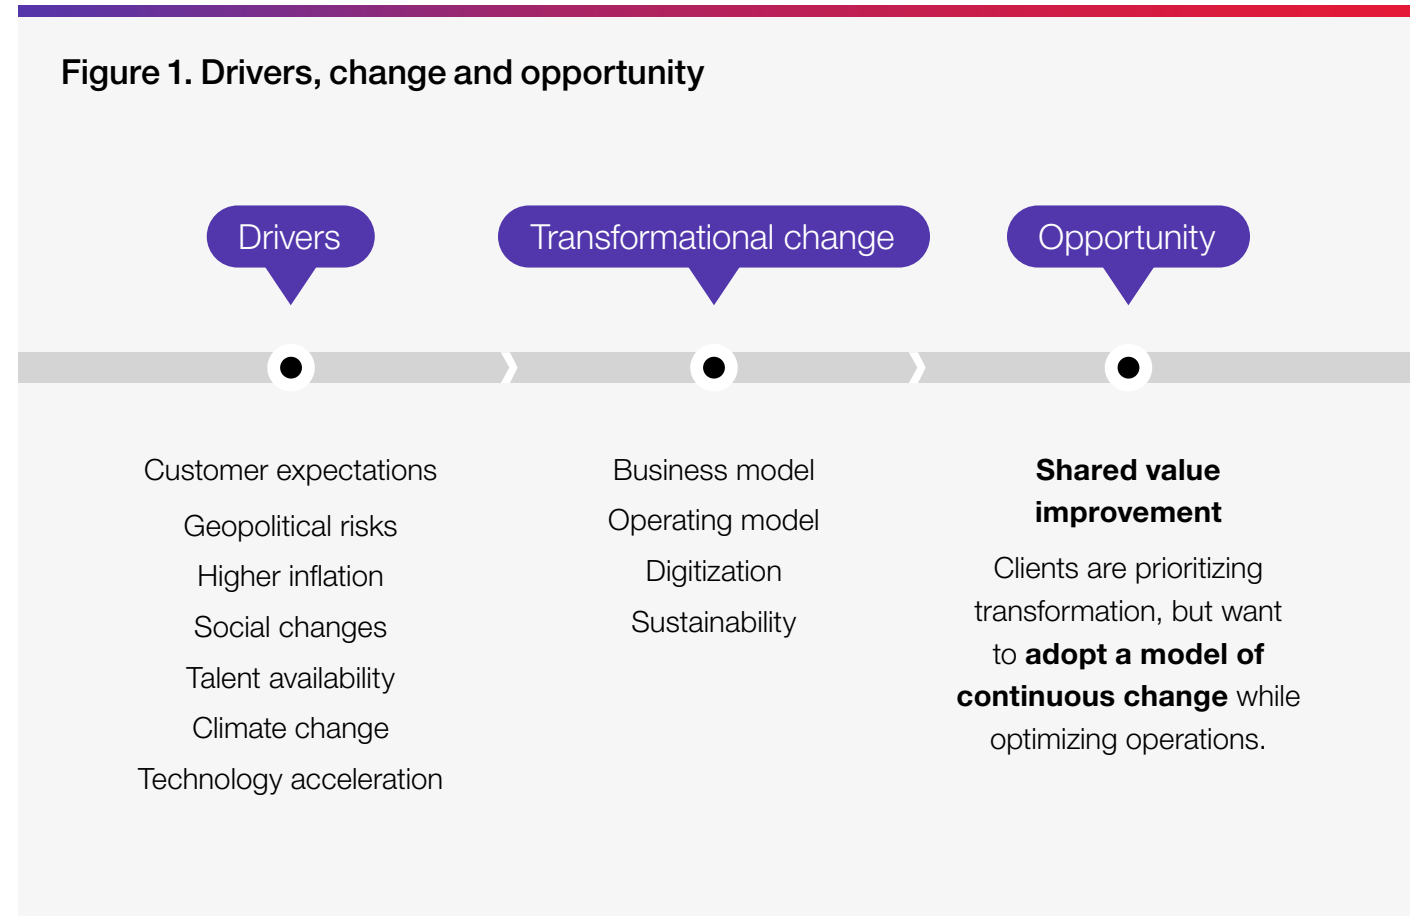 Figure 1. Drivers, change and opportunity
Drivers
Customer expectations
Geopolitical risks
Higher inflation
Social changes
Talent availability
Climate change
Technology acceleration
Transformational change
Business model
Operating model
Digitization
Sustainability
Opportunity
Shared value
improvement
Clients are prioritizing
transformation, but want
to adopt a model of
continuous change while
optimizing operations.